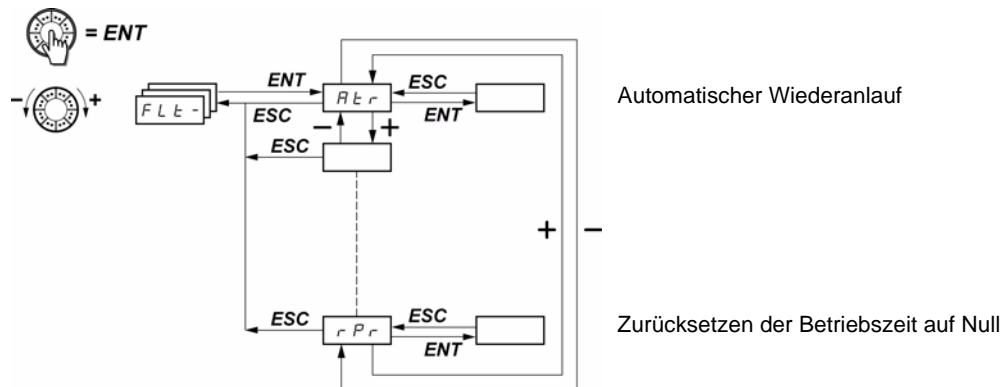 = ENT
- +
FLt-
ENT
ESC
Atr
ESC
ENT
Automatischer Wiederanlauf
- +
ESC
+ -
ESC
rPr
ESC
ENT
Zurücksetzen der Betriebszeit auf Null